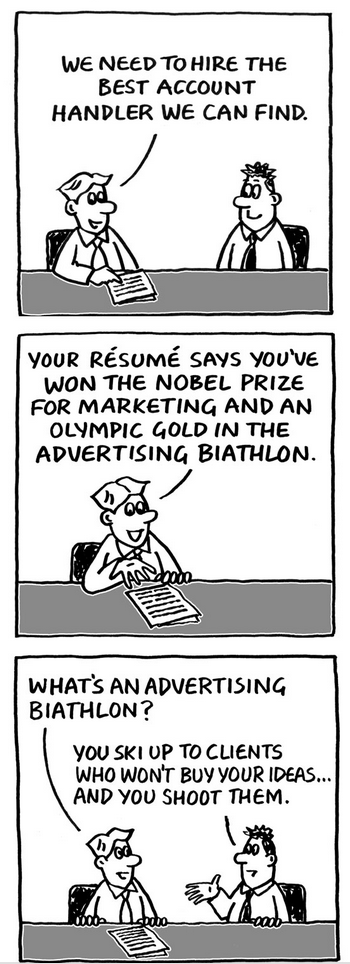 WE NEED TO HIRE THE
BEST ACCOUNT
HANDLER WE CAN FIND.
YOUR RÉSUMÉ SAYS YOU'VE
WON THE NOBEL PRIZE
FOR MARKETING AND AN
OLYMPIC GOLD IN THE
ADVERTISING BIATHLON.
WHAT'S AN ADVERTISING
BIATHLON?
YOU SKI UP TO CLIENTS
WHO WON'T BUY YOUR IDEAS...
AND YOU SHOOT THEM.